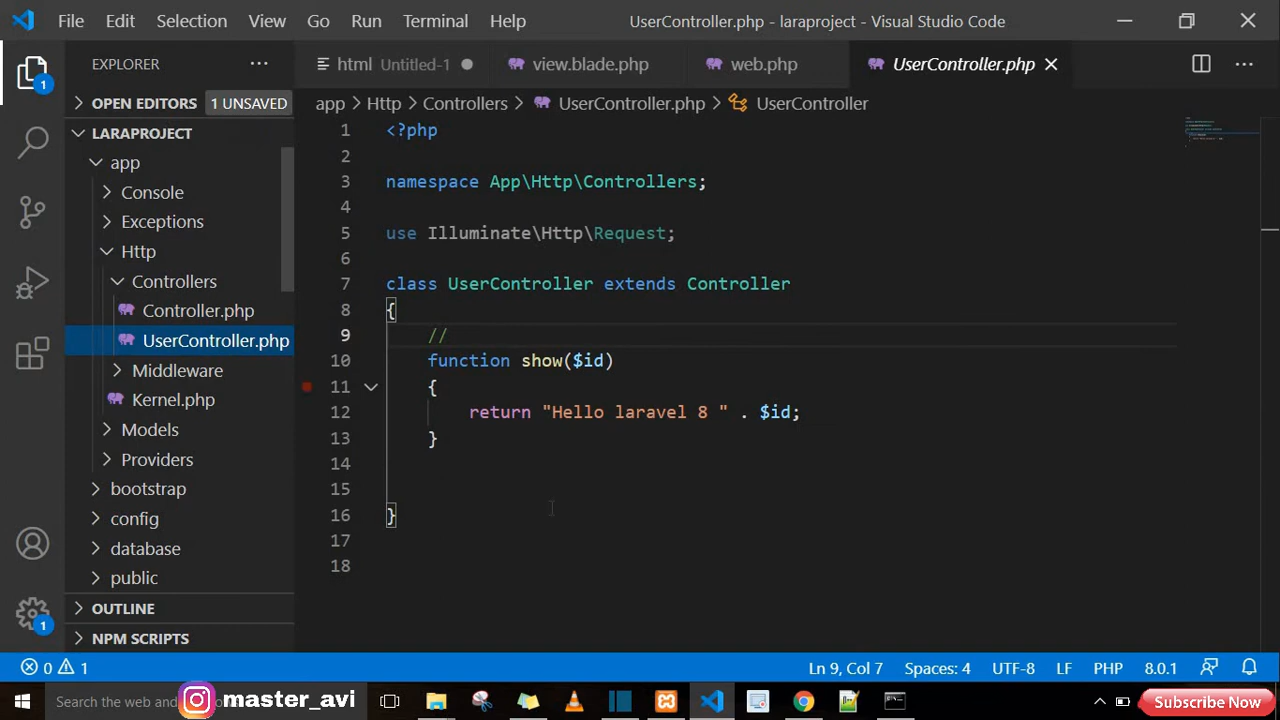 File Edit Selection View Go Run Terminal Help UserController.php - laraproject - Visual Studio Code
EXPLORER
html Untitled-1
view.blade.php
web.php
UserController.php
OPEN EDITORS 1 UNSAVED
app > Http > Controllers > UserController.php > UserController
LARAPROJECT
app
Console
Exceptions
Http
Controllers
Controller.php
UserController.php
Middleware
Kernel.php
Models
Providers
bootstrap
config
database
public
OUTLINE
NPM SCRIPTS
1
1
1 <?php
2
3 namespace App\Http\Controllers;
4
5 use Illuminate\Http\Request;
6
7 class UserController extends Controller
8 {
9 //
10 function show($id)
11 {
12 return "Hello laravel 8 " . $id;
13 }
14
15
16 }
17
18
0 1 Ln 9, Col 7 Spaces: 4 UTF-8 LF PHP 8.0.1
Search the web an
master_avi
Subscribe Now